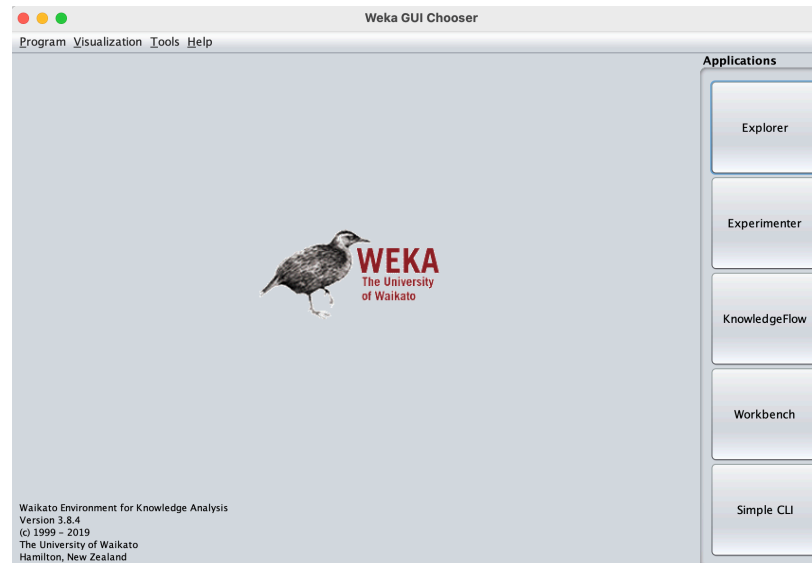 Weka GUI Chooser
Program Visualization Tools Help
Applications
Explorer
Experimenter
KnowledgeFlow
Workbench
Simple CLI
WEKA
The University
of Waikato
Waikato Environment for Knowledge Analysis
Version 3.8.4
(c) 1999 – 2019
The University of Waikato
Hamilton, New Zealand